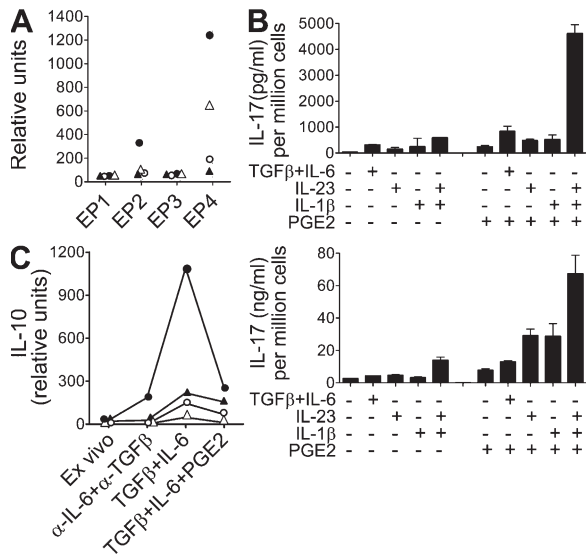 A
Relative units
1400
1200
1000
800
600
400
200
0
EP1
EP2
EP3
EP4
B
IL-17(pg/ml)
per million cells
5000
4000
3000
2000
1000
0
TGFβ+IL-6 - + - - - - + - - -
IL-23 - - + - + - - + - +
IL-1β - - - + + - - - + +
PGE2 - - - - - + + + + +
IL-17 (ng/ml)
per million cells
80
60
40
20
0
TGFβ+IL-6 - + - - - - + - - -
IL-23 - - + - + - - + - +
IL-1β - - - + + - - - + +
PGE2 - - - - - + + + + +
C
IL-10
(relative units)
1200
900
600
300
0
Ex vivo
α-IL-6+α-TGFβ
TGFβ+IL-6
TGFβ+IL-6+PGE2